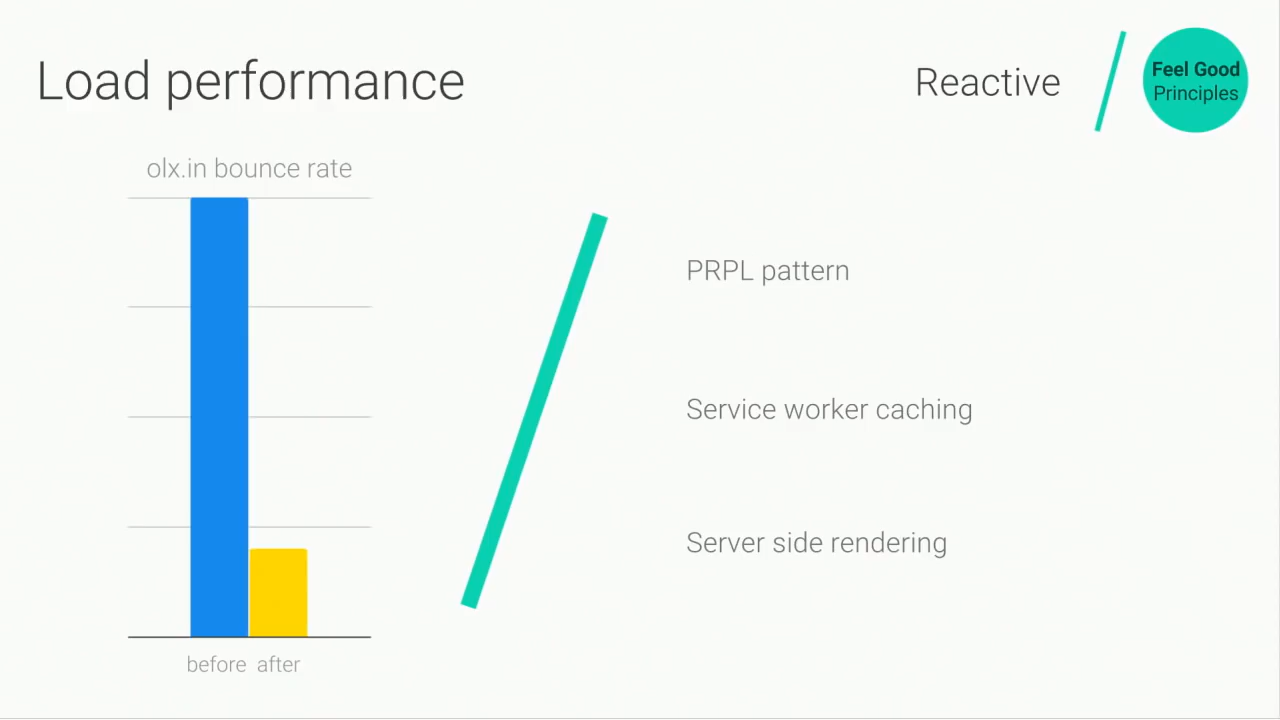 Load performance
Reactive
Feel Good
Principles
olx.in bounce rate
before after
PRPL pattern
Service worker caching
Server side rendering